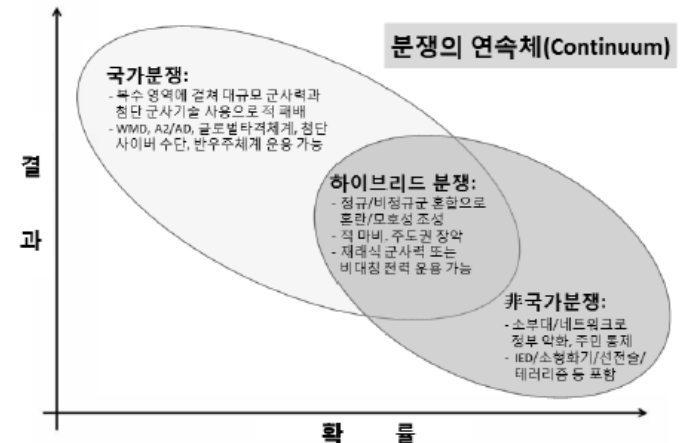 분쟁의 연속체(Continuum)
국가분쟁:
- 복수 영역에 걸쳐 대규모 군사력과
첨단 군사기술 사용으로 적 패배
- WMD, A2/AD, 글로벌타격체계, 첨단
사이버 수단, 반우주체계 운용 가능
하이브리드 분쟁:
- 정규/비정규군 혼합으로
혼란/모호성 조성
- 적 마비, 주도권 장악
- 재래식 군사력 또는
비대칭 전력 운용 가능
非국가분쟁:
- 소부대/네트워크로
정부 악화, 주민 통제
- IED/소형화기/선전술/
테러리즘 등 포함
결
과
확 률